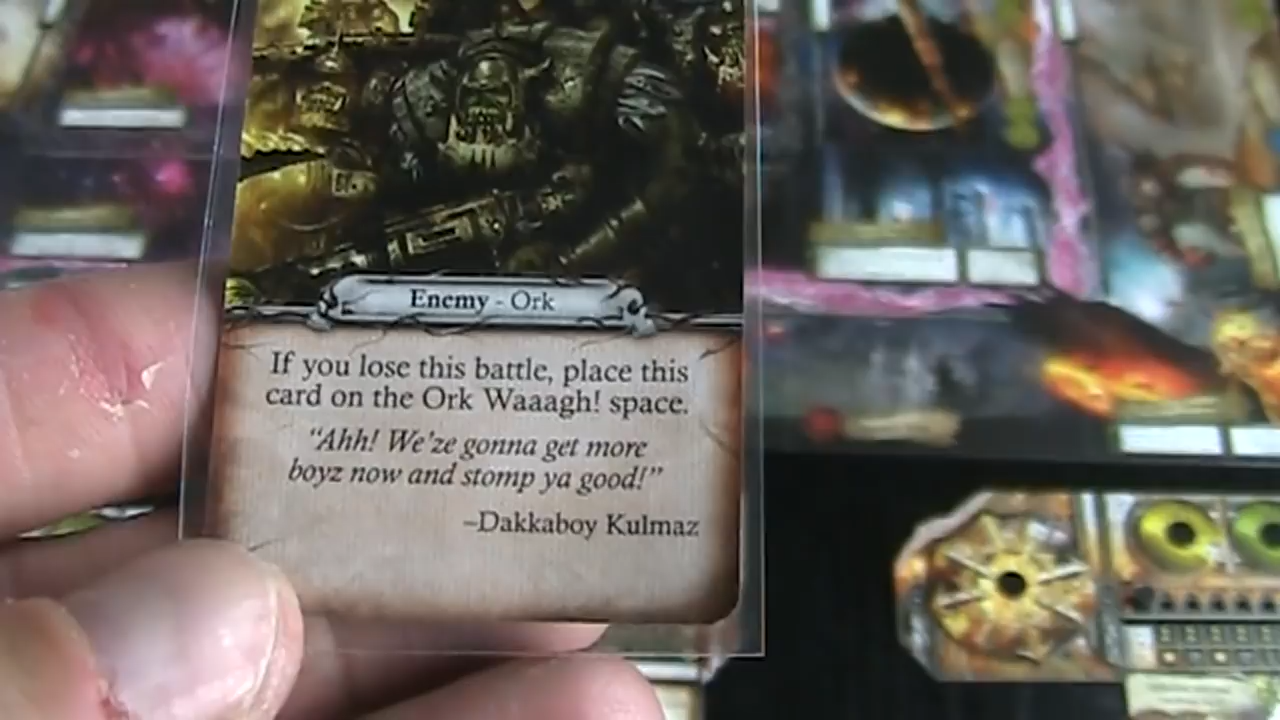 Enemy - Ork
If you lose this battle, place this
card on the Ork Waaagh! space.
“Ahh! We’ze gonna get more
boyz now and stomp ya good!”
–Dakkaboy Kulmaz